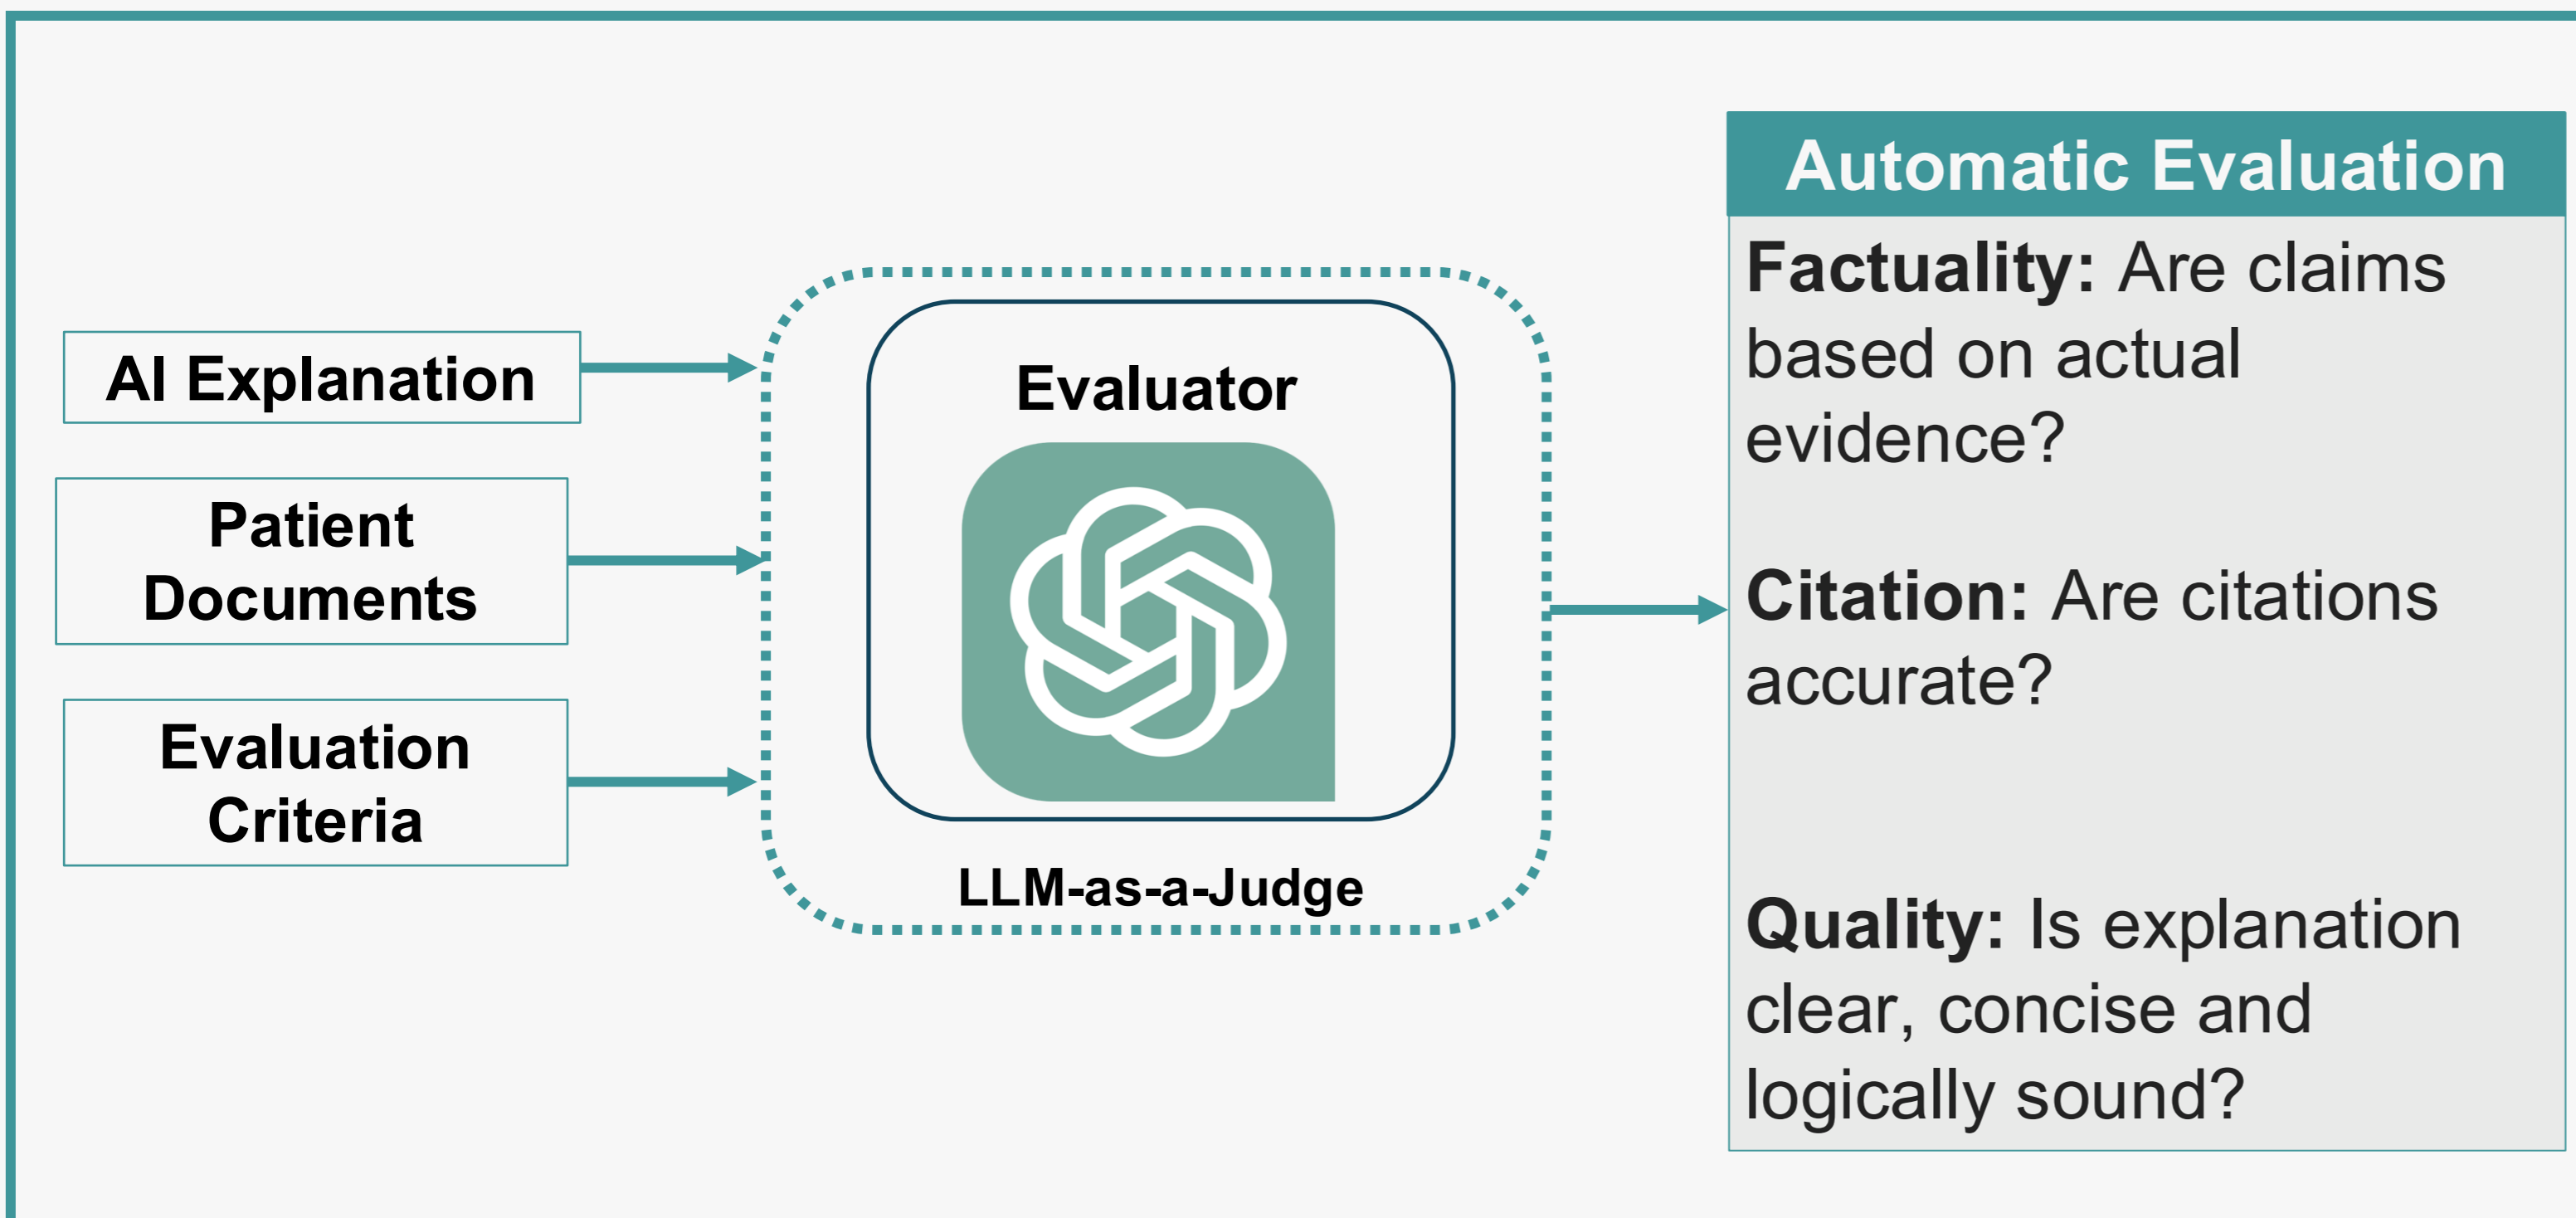 AI Explanation
Patient
Documents
Evaluation
Criteria
Evaluator
LLM-as-a-Judge
Automatic Evaluation
Factuality: Are claims
based on actual
evidence?
Citation: Are citations
accurate?
Quality: Is explanation
clear, concise and
logically sound?